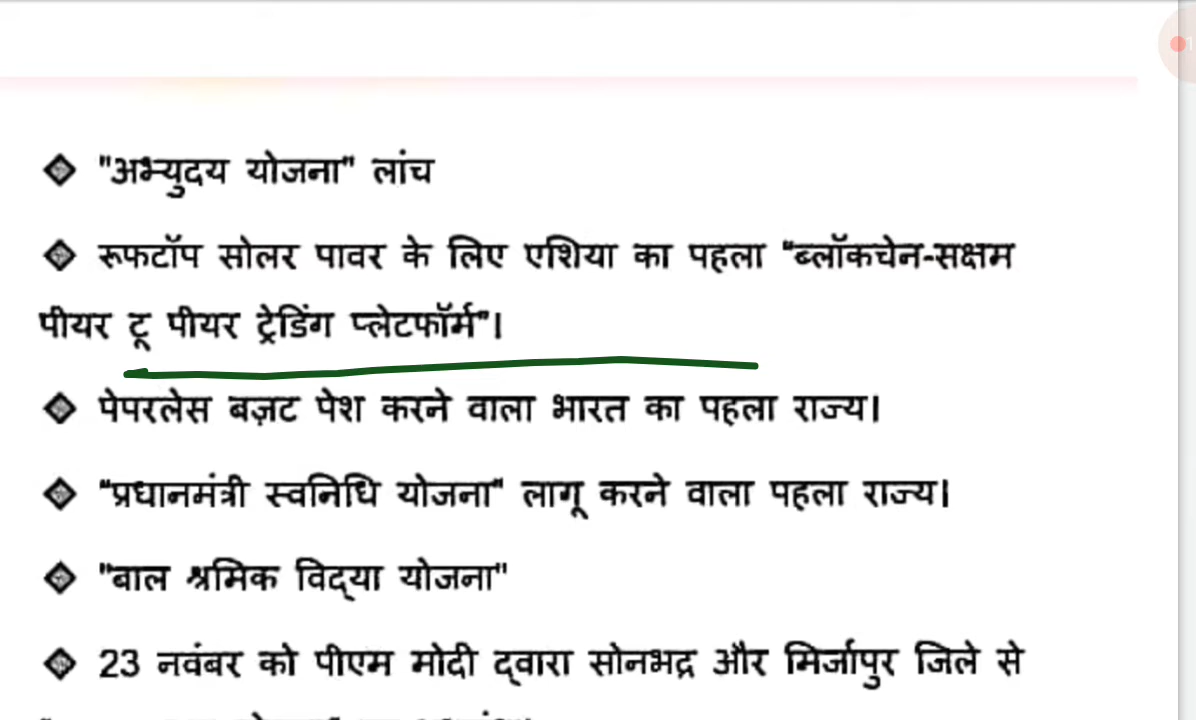 "अभ्युदय योजना" लांच
रूफटॉप सोलर पावर के लिए एशिया का पहला "ब्लॉकचेन-सक्षम
पीयर टू पीयर ट्रेडिंग प्लेटफॉर्म"।
पेपरलेस बज़ट पेश करने वाला भारत का पहला राज्य।
"प्रधानमंत्री स्वनिधि योजना" लागू करने वाला पहला राज्य।
"बाल श्रमिक विद्या योजना"
23 नवंबर को पीएम मोदी द्वारा सोनभद्र और मिर्जापुर जिले से